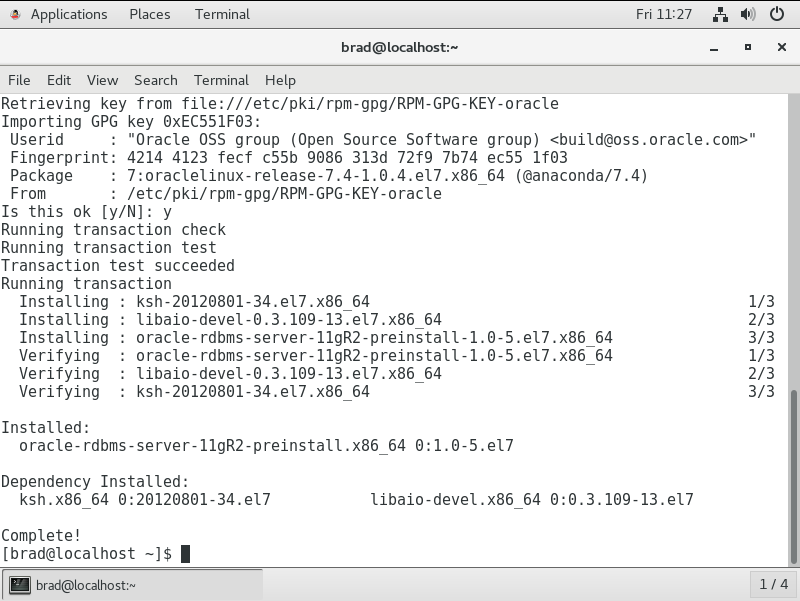 Applications Places Terminal Fri 11:27
brad@localhost:~
File Edit View Search Terminal Help
Retrieving key from file:///etc/pki/rpm-gpg/RPM-GPG-KEY-oracle
Importing GPG key 0xEC551F03:
 Userid     : "Oracle OSS group (Open Source Software group) <build@oss.oracle.com>"
 Fingerprint: 4214 4123 fecf c55b 9086 313d 72f9 7b74 ec55 1f03
 Package    : 7:oraclelinux-release-7.4-1.0.4.el7.x86_64 (@anaconda/7.4)
 From       : /etc/pki/rpm-gpg/RPM-GPG-KEY-oracle
Is this ok [y/N]: y
Running transaction check
Running transaction test
Transaction test succeeded
Running transaction
  Installing : ksh-20120801-34.el7.x86_64                                          1/3
  Installing : libaio-devel-0.3.109-13.el7.x86_64                                  2/3
  Installing : oracle-rdbms-server-11gR2-preinstall-1.0-5.el7.x86_64               3/3
  Verifying  : oracle-rdbms-server-11gR2-preinstall-1.0-5.el7.x86_64               1/3
  Verifying  : libaio-devel-0.3.109-13.el7.x86_64                                  2/3
  Verifying  : ksh-20120801-34.el7.x86_64                                          3/3

Installed:
  oracle-rdbms-server-11gR2-preinstall.x86_64 0:1.0-5.el7

Dependency Installed:
  ksh.x86_64 0:20120801-34.el7           libaio-devel.x86_64 0:0.3.109-13.el7

Complete!
[brad@localhost ~]$
brad@localhost:~ 1 / 4